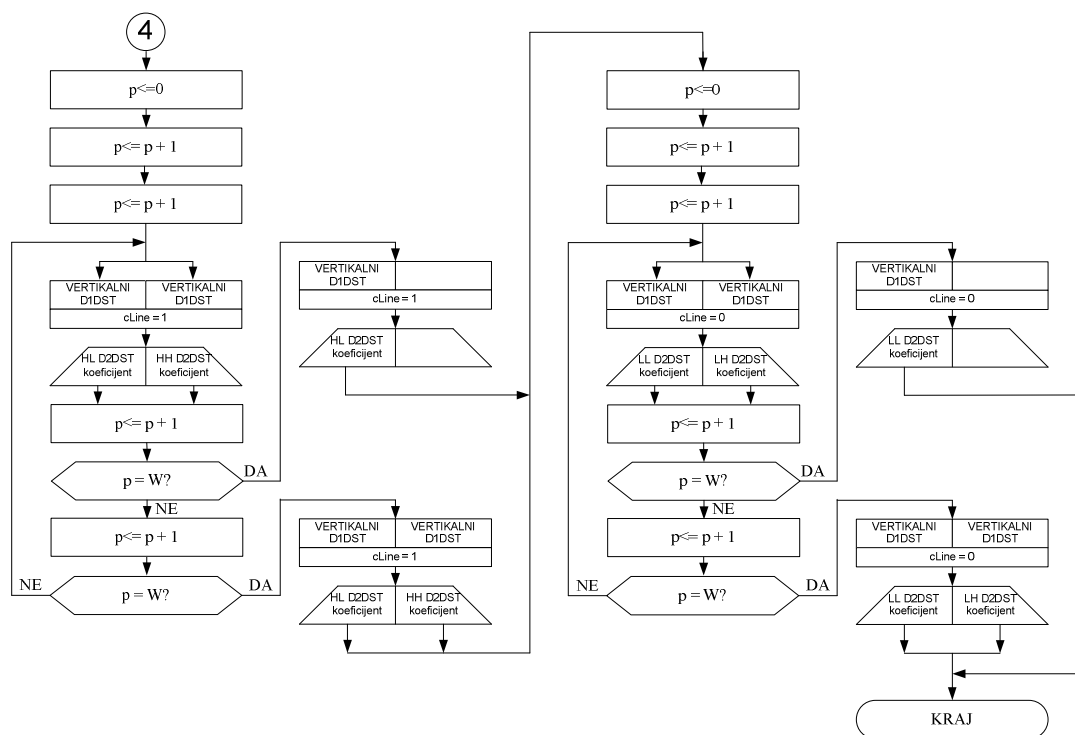 4
p<=0
p<= p + 1
p<= p + 1
VERTIKALNI D1DST
VERTIKALNI D1DST
cLine = 1
HL D2DST koeficijent
HH D2DST koeficijent
p<= p + 1
p = W?
DA
NE
p<= p + 1
p = W?
NE
DA
VERTIKALNI D1DST
cLine = 1
HL D2DST koeficijent
VERTIKALNI D1DST
VERTIKALNI D1DST
cLine = 1
HL D2DST koeficijent
HH D2DST koeficijent
p<=0
p<= p + 1
p<= p + 1
VERTIKALNI D1DST
VERTIKALNI D1DST
cLine = 0
LL D2DST koeficijent
LH D2DST koeficijent
p<= p + 1
p = W?
DA
NE
p<= p + 1
p = W?
NE
DA
VERTIKALNI D1DST
cLine = 0
LL D2DST koeficijent
VERTIKALNI D1DST
VERTIKALNI D1DST
cLine = 0
LL D2DST koeficijent
LH D2DST koeficijent
KRAJ